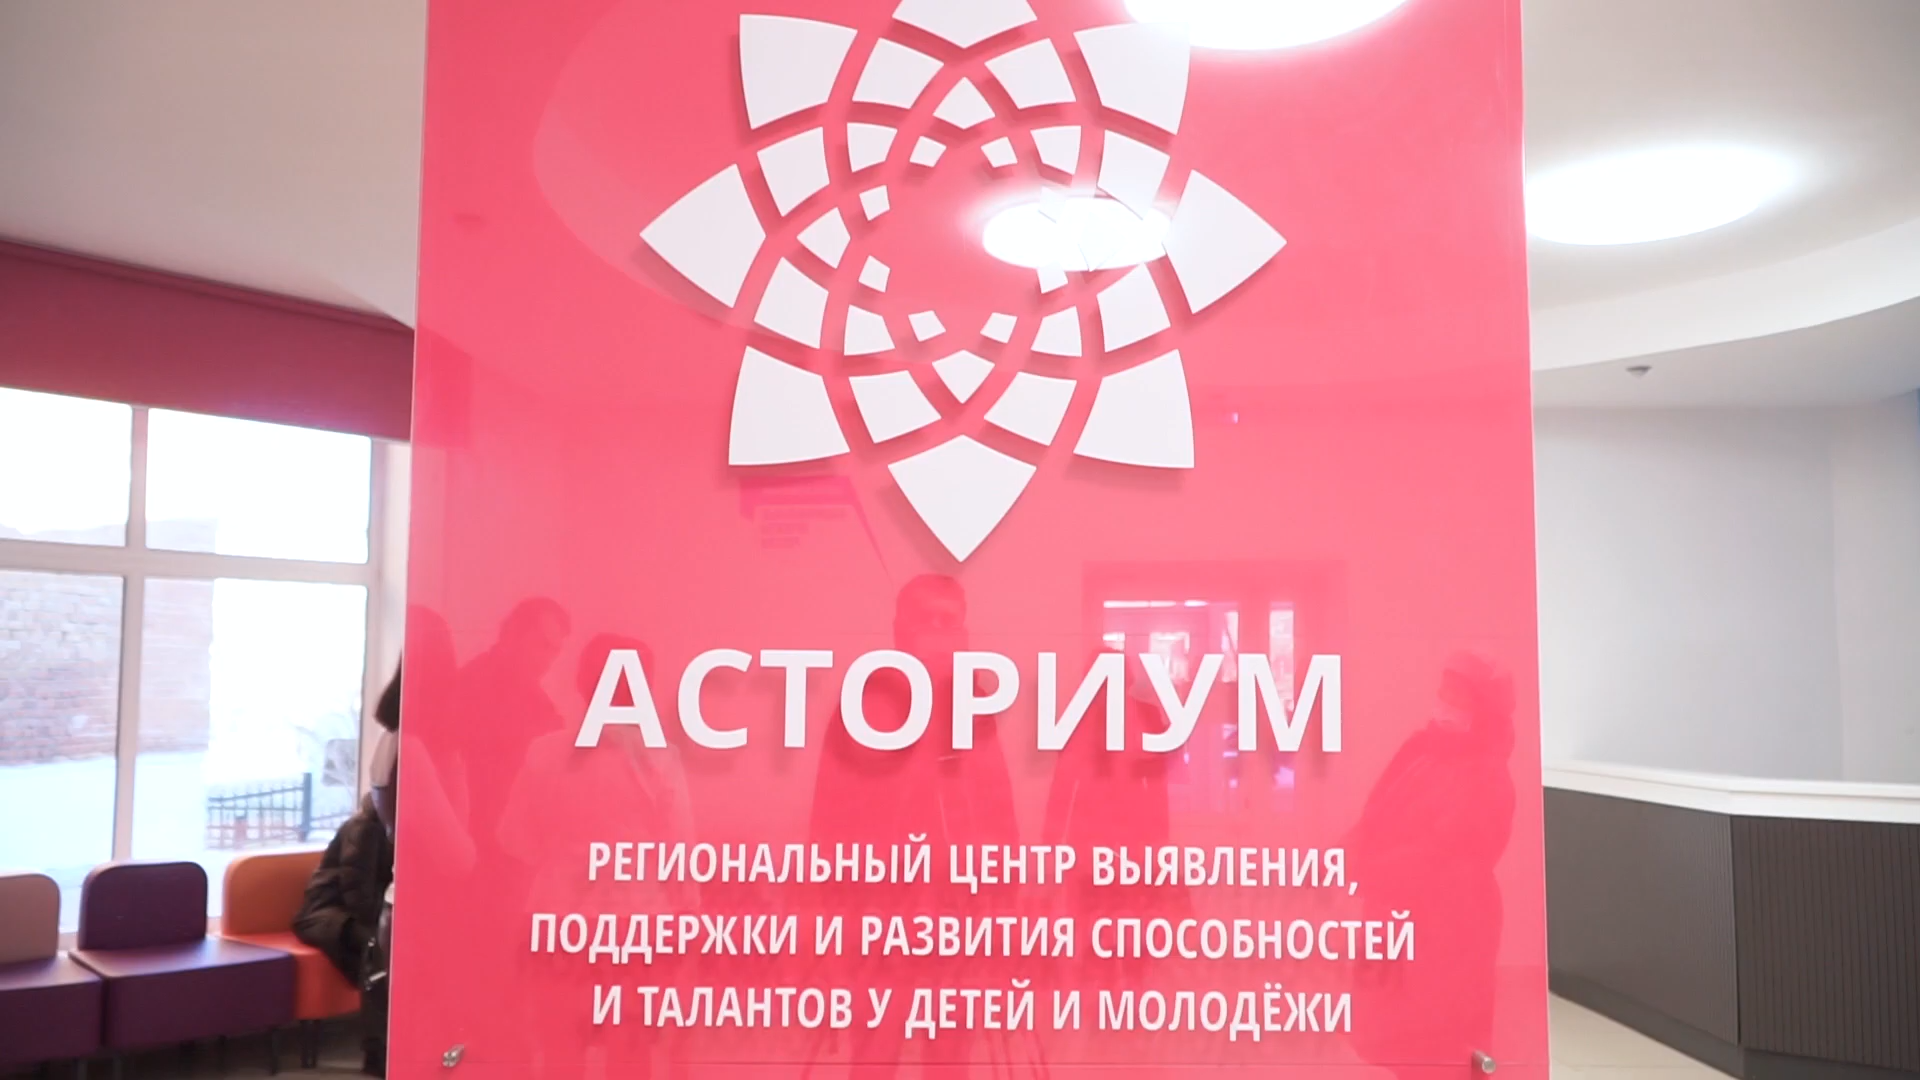 АСТОРИУМ
РЕГИОНАЛЬНЫЙ ЦЕНТР ВЫЯВЛЕНИЯ,
ПОДДЕРЖКИ И РАЗВИТИЯ СПОСОБНОСТЕЙ
И ТАЛАНТОВ У ДЕТЕЙ И МОЛОДЁЖИ